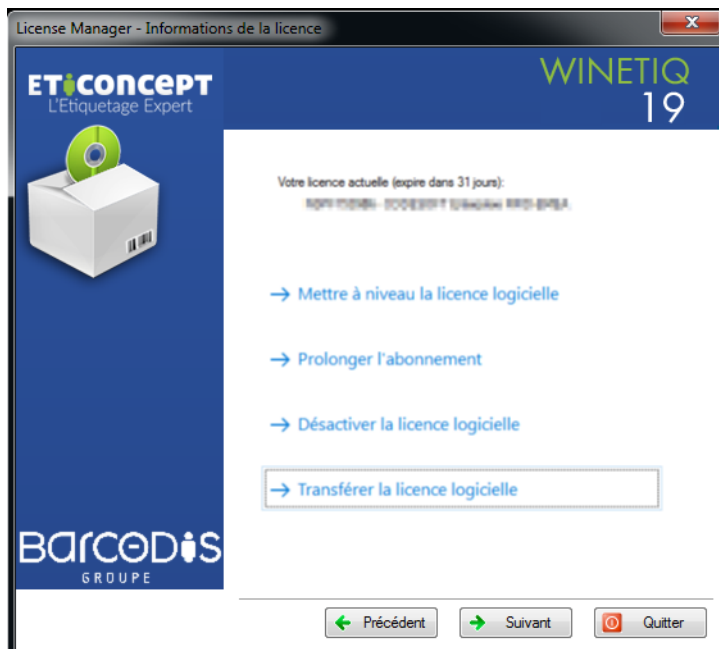 License Manager - Informations de la licence
ETiCONCEPT
L'Etiquetage Expert
WINETIQ
19
Votre licence actuelle (expire dans 31 jours):
Mettre à niveau la licence logicielle
Prolonger l'abonnement
Désactiver la licence logicielle
Transférer la licence logicielle
BarcoDiS
GROUPE
Précédent
Suivant
Quitter